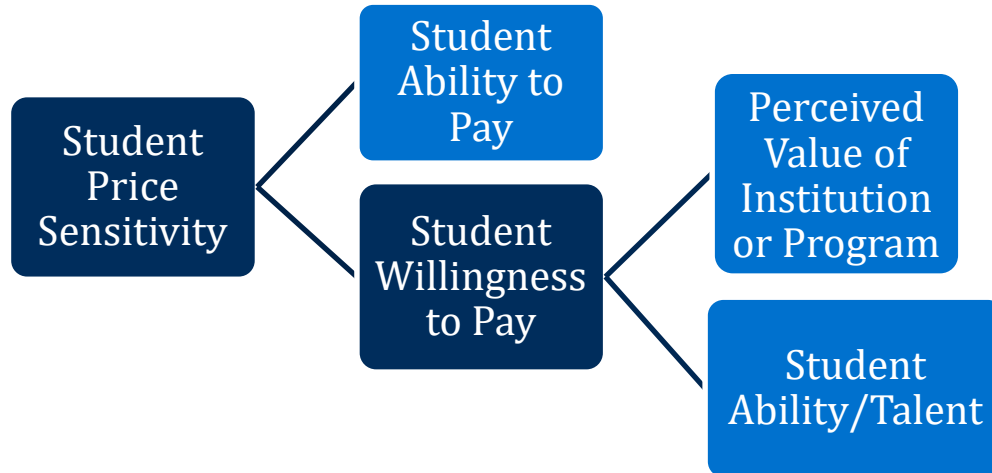 Student
Price
Sensitivity
Student
Ability to
Pay
Student
Willingness
to Pay
Perceived
Value of
Institution
or Program
Student
Ability/Talent